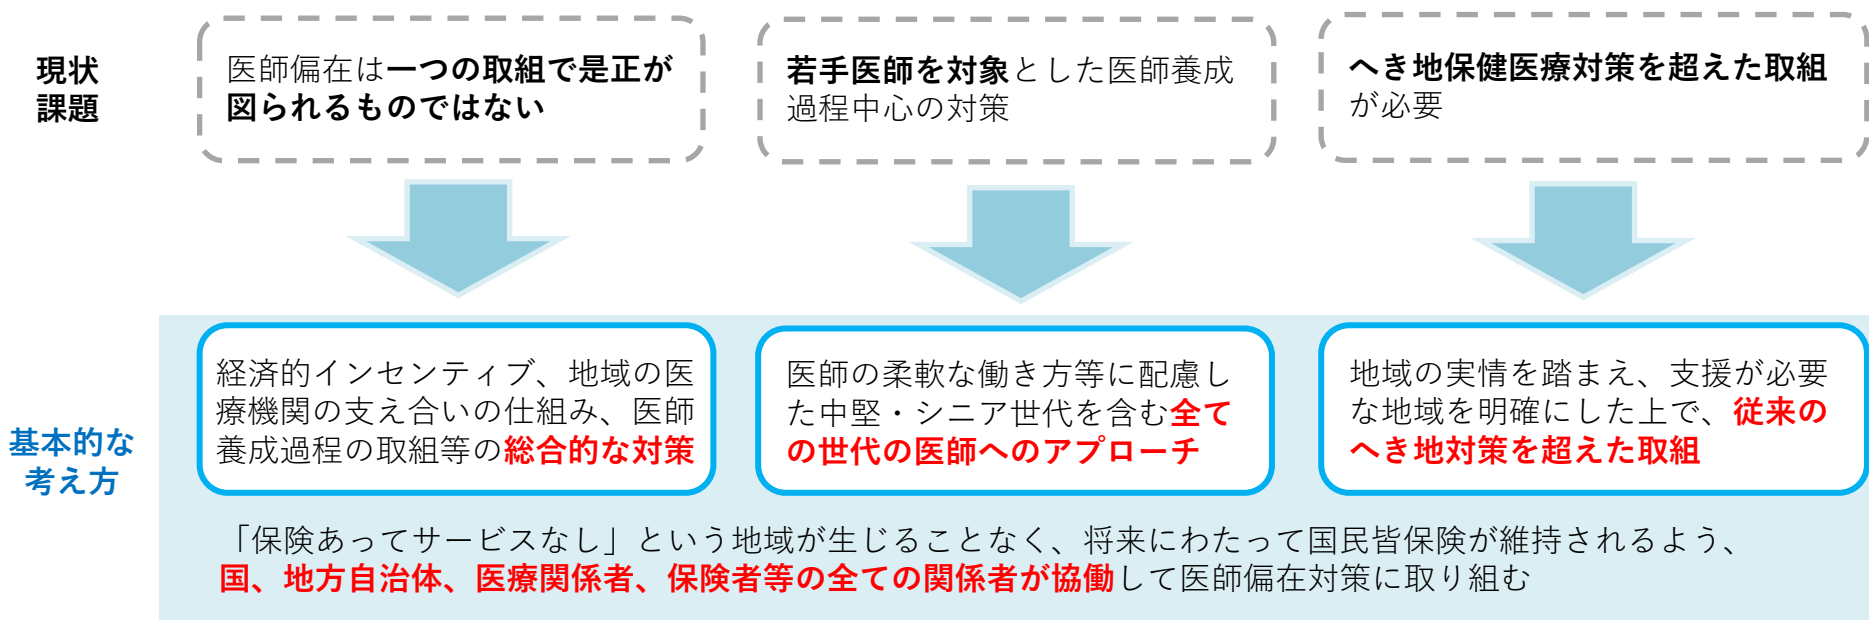 現状
課題
医師偏在は一つの取組で是正が
図られるものではない
若手医師を対象とした医師養成
過程中心の対策
へき地保健医療対策を超えた取組
が必要
基本的な
考え方
経済的インセンティブ、地域の医
療機関の支え合いの仕組み、医師
養成過程の取組等の総合的な対策
医師の柔軟な働き方等に配慮し
た中堅・シニア世代を含む全て
の世代の医師へのアプローチ
地域の実情を踏まえ、支援が必要
な地域を明確にした上で、従来の
へき地対策を超えた取組
「保険あってサービスなし」という地域が生じることなく、将来にわたって国民皆保険が維持されるよう、
国、地方自治体、医療関係者、保険者等の全ての関係者が協働して医師偏在対策に取り組む